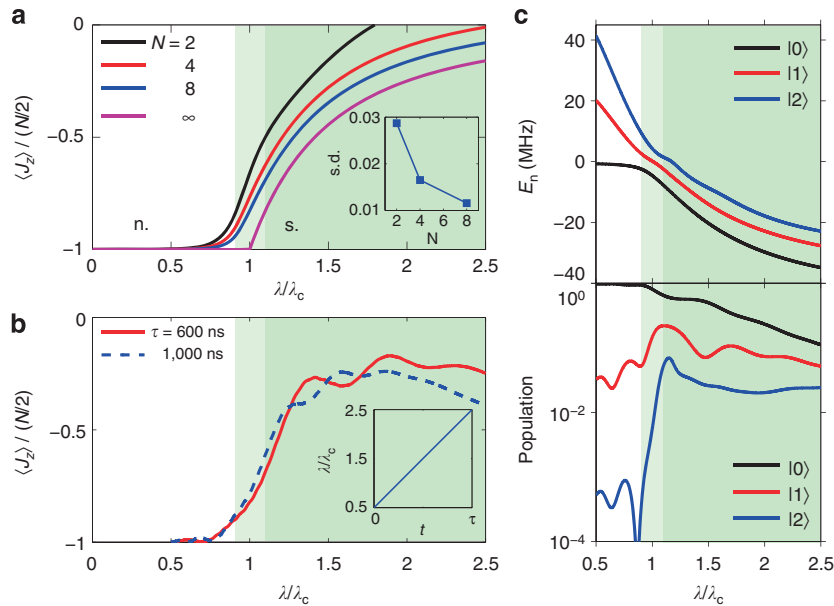 a
0
−0.5
−1
⟨J_z⟩ / (N/2)
N = 2
4
8
∞
n.
s.
0.03
0.02
0.01
s.d.
2 4 6 8
N
0 0.5 1 1.5 2 2.5
λ/λ_c
b
0
−0.5
−1
⟨J_z⟩ / (N/2)
τ = 600 ns
1,000 ns
2.5
0.5
λ/λ_c
0 t τ
0 0.5 1 1.5 2 2.5
λ/λ_c
c
40
20
0
−20
−40
E_n (MHz)
|0⟩
|1⟩
|2⟩
10^0
10^−2
10^−4
Population
|0⟩
|1⟩
|2⟩
0.5 1 1.5 2 2.5
λ/λ_c